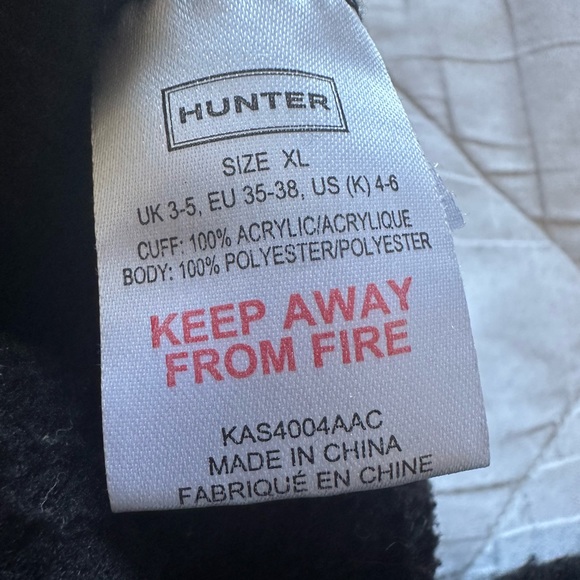 HUNTER
SIZE XL
UK 3-5, EU 35-38, US (K) 4-6
CUFF: 100% ACRYLIC/ACRYLIQUE
BODY: 100% POLYESTER/POLYESTER
KEEP AWAY
FROM FIRE
KAS4004AAC
MADE IN CHINA
FABRIQUÉ EN CHINE